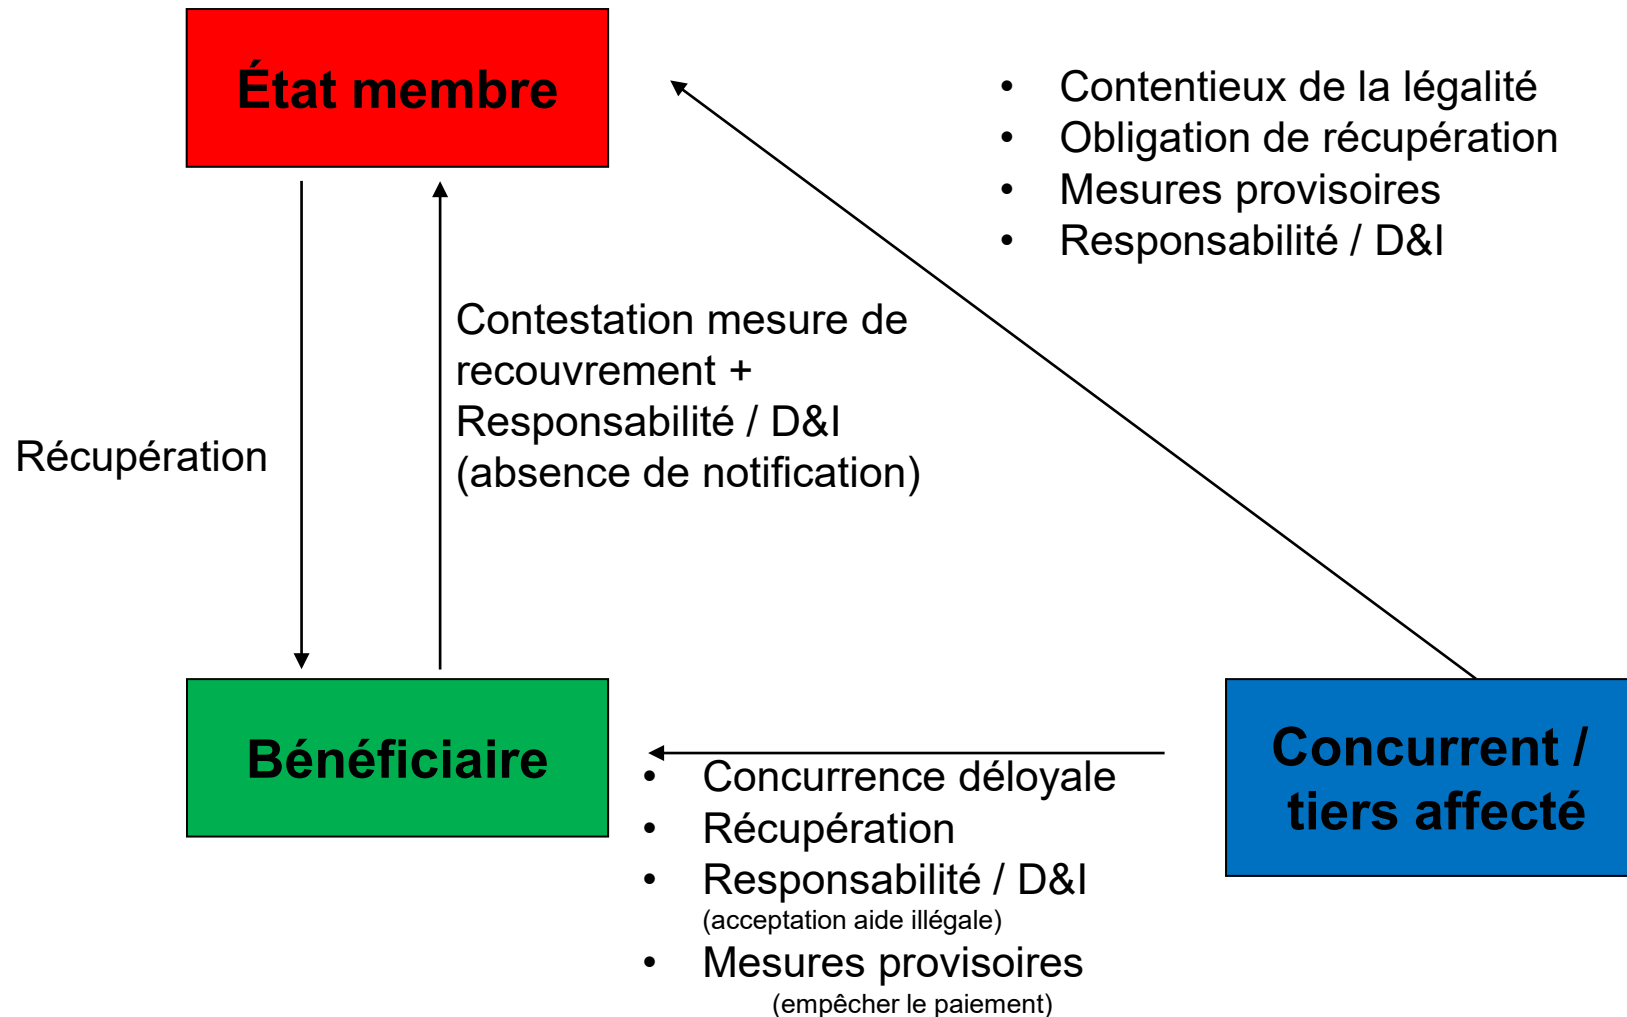 État membre
• Contentieux de la légalité
• Obligation de récupération
• Mesures provisoires
• Responsabilité / D&I
Contestation mesure de
recouvrement +
Responsabilité / D&I
(absence de notification)
Récupération
Bénéficiaire
Concurrent /
tiers affecté
• Concurrence déloyale
• Récupération
• Responsabilité / D&I
(acceptation aide illégale)
• Mesures provisoires
(empêcher le paiement)